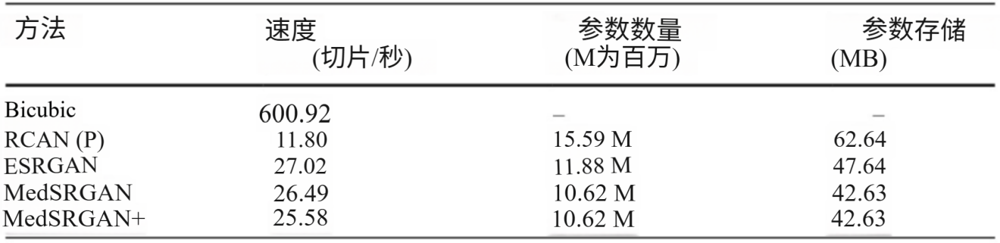 方法 速度 参数数量 参数存储
(切片/秒) (M为百万) (MB)
Bicubic 600.92 – –
RCAN (P) 11.80 15.59 M 62.64
ESRGAN 27.02 11.88 M 47.64
MedSRGAN 26.49 10.62 M 42.63
MedSRGAN+ 25.58 10.62 M 42.63